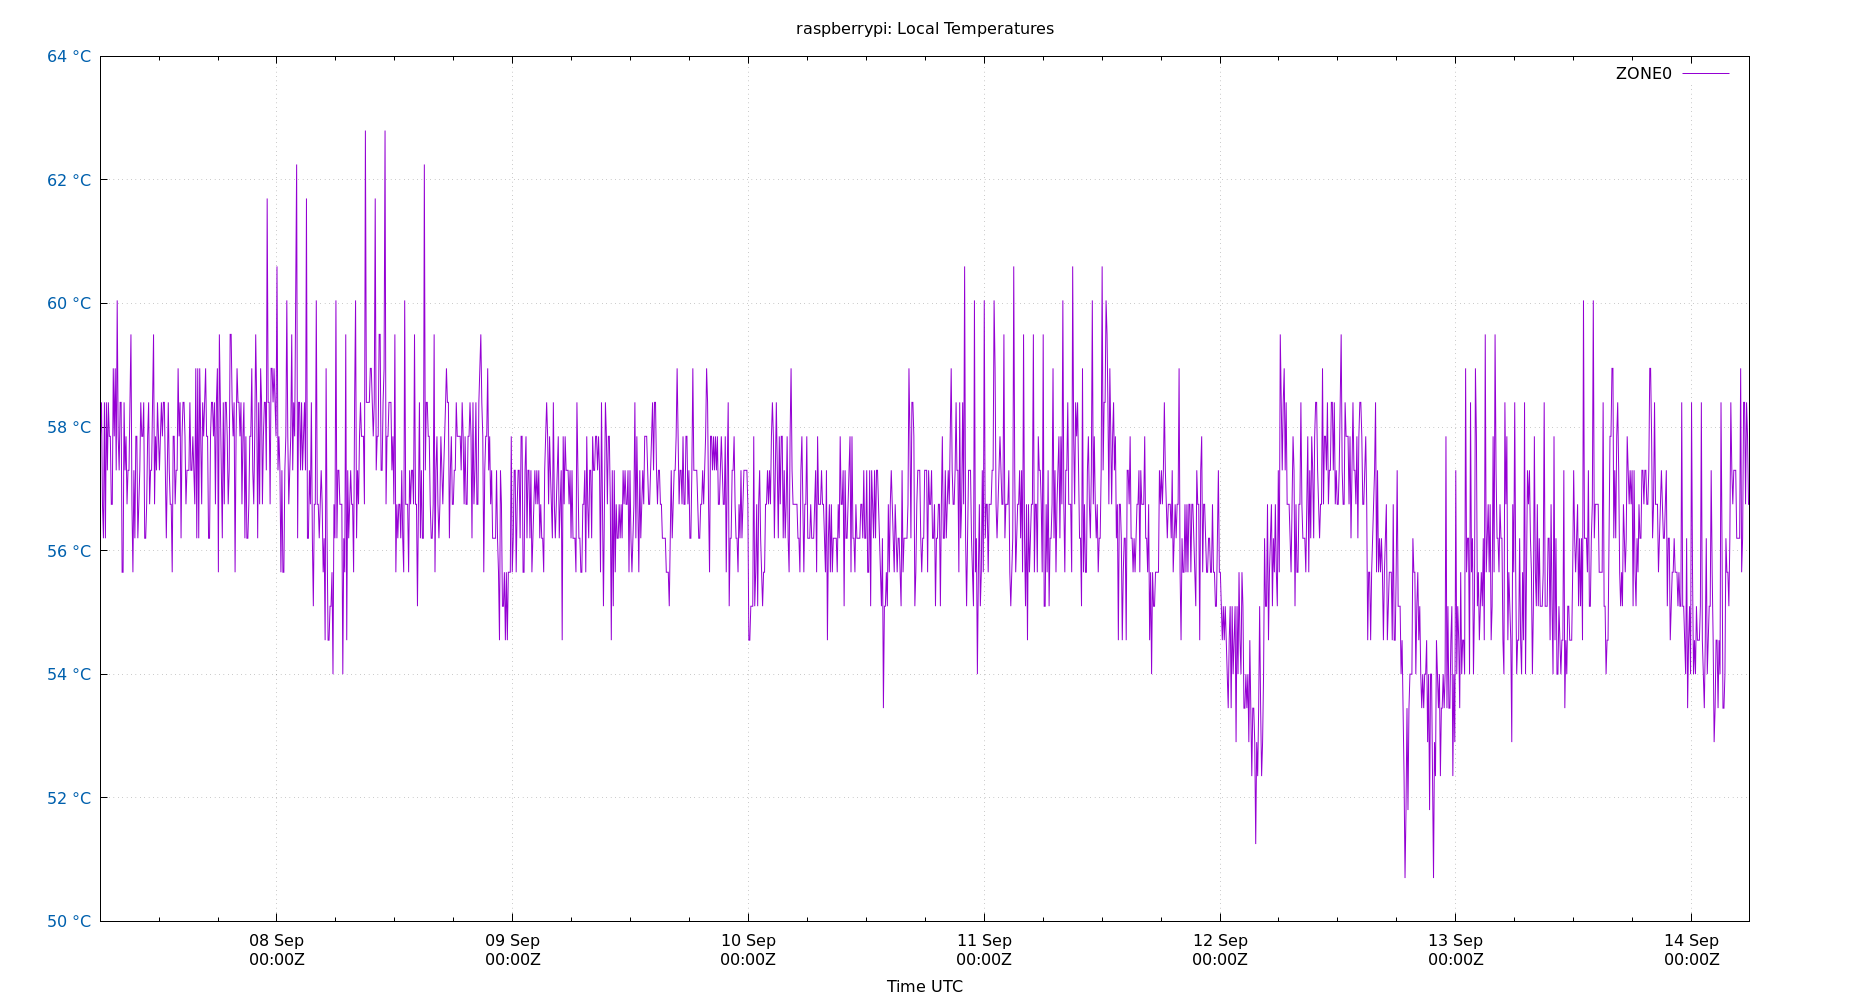 raspberrypi: Local Temperatures
64 °C
ZONE0
62 °C
60 °C
58 °C
56 °C
54 °C
52 °C
50 °C
08 Sep 09 Sep 10 Sep 11 Sep 12 Sep 13 Sep 14 Sep
00:00Z 00:00Z 00:00Z 00:00Z 00:00Z 00:00Z 00:00Z
Time UTC